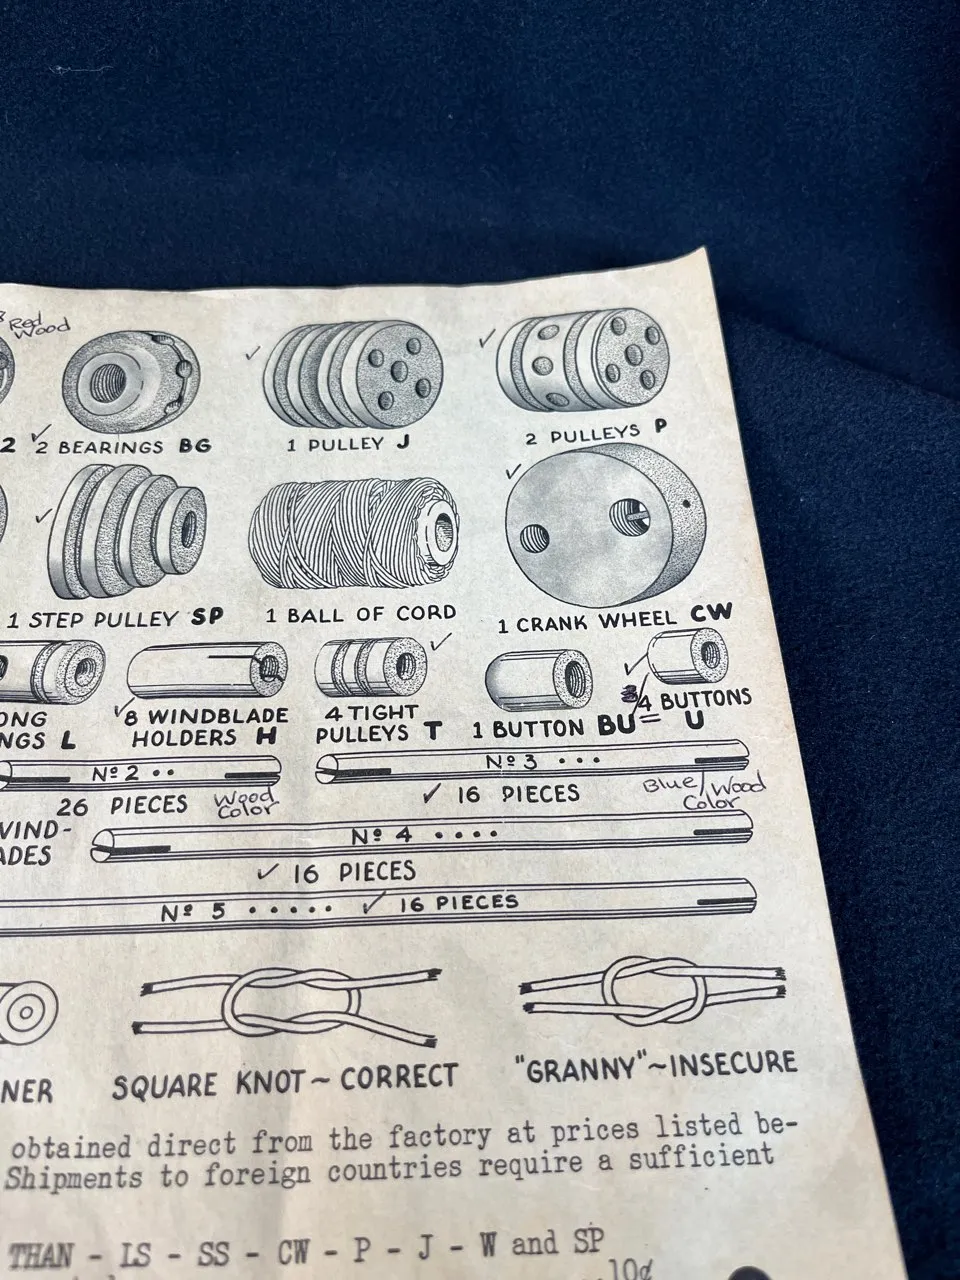 Red
Wood
2 2 BEARINGS BG
1 PULLEY J
2 PULLEYS P
1 STEP PULLEY SP
1 BALL OF CORD
1 CRANK WHEEL CW
ONG
NGS L
8 WINDBLADE
HOLDERS H
4 TIGHT
PULLEYS T
1 BUTTON BU
3/4 BUTTONS
U
Nº 2 ••
26 PIECES
Wood
Color
Nº 3 •••
16 PIECES
Blue/Wood
Color
WIND-
ADES
Nº 4 ••••
16 PIECES
Nº 5 ••••• 16 PIECES
NER
SQUARE KNOT~CORRECT
"GRANNY"~INSECURE
obtained direct from the factory at prices listed be-
Shipments to foreign countries require a sufficient
THAN - LS - SS - CW - P - J - W and SP
10¢